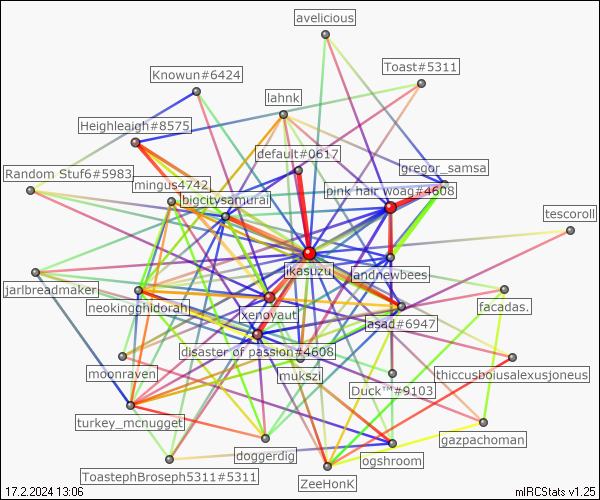 avelicious
Toast#5311
Knowun#6424
lahnk
Heighleaigh#8575
default#0617
gregor_samsa
Random Stuf6#5983
mingus4742
pink hair woag#4608
bigcitysamurai
tescoroll
likasuzu
andnewbees
jarlbreadmaker
neokingghidorah
xenoyaut
facadas.
asad#6947
disaster of passion#4608
moonraven
mukszi
thiccusboiusalexusjoneus
Duck™#9103
turkey_mcnugget
gazpachoman
doggerdig
ogshroom
ToastephBroseph5311#5311
ZeeHonK
17.2.2024 13:06
mIRCStats v1.25